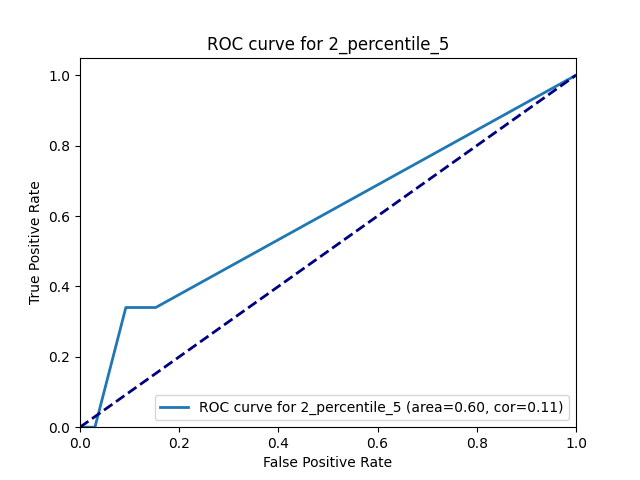 ROC curve for 2_percentile_5
1.0
0.8
0.6
0.4
0.2
0.0
True Positive Rate
ROC curve for 2_percentile_5 (area=0.60, cor=0.11)
0.0 0.2 0.4 0.6 0.8 1.0
False Positive Rate